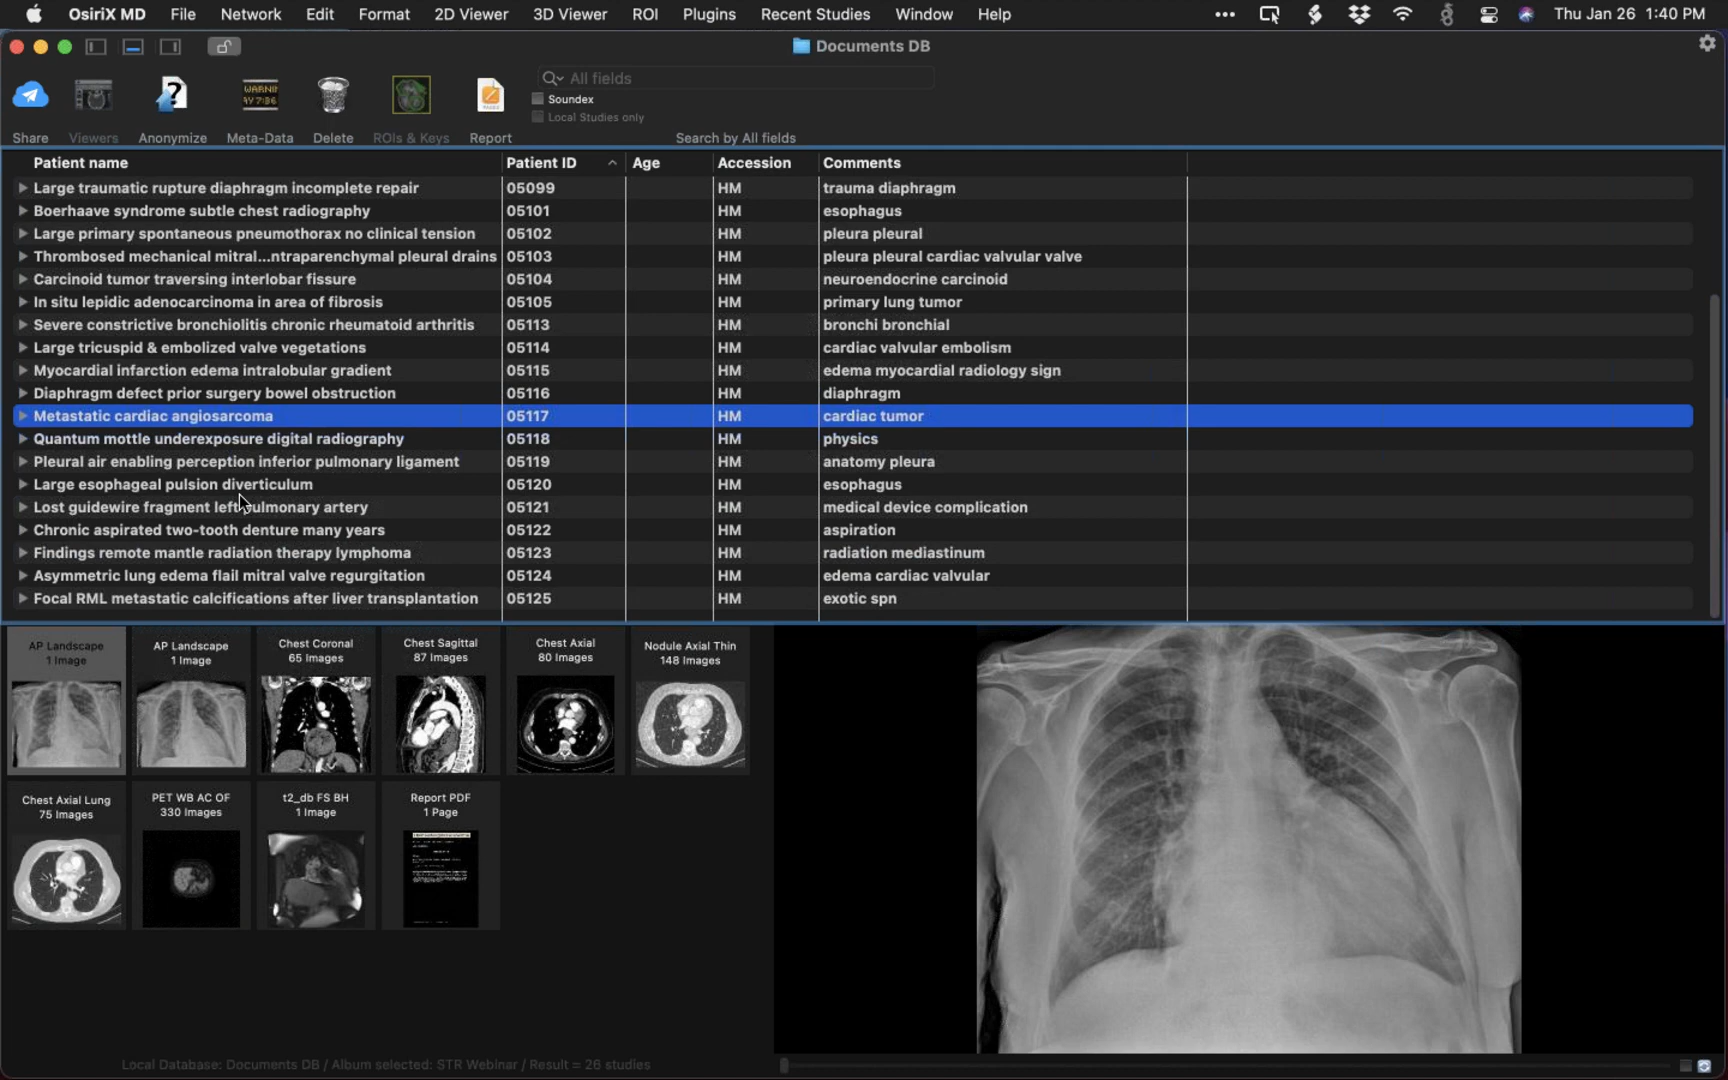 OsiriX MD File Network Edit Format 2D Viewer 3D Viewer ROI Plugins Recent Studies Window Help Thu Jan 26 1:40 PM
Documents DB
All fields
Soundex
Local Studies only
Share Viewers Anonymize Meta-Data Delete ROIs & Keys Report Search by All fields
Patient name Patient ID Age Accession Comments
Large traumatic rupture diaphragm incomplete repair 05099 HM trauma diaphragm
Boerhaave syndrome subtle chest radiography 05101 HM esophagus
Large primary spontaneous pneumothorax no clinical tension 05102 HM pleura pleural
Thrombosed mechanical mitral...ntraparenchymal pleural drains 05103 HM pleura pleural cardiac valvular valve
Carcinoid tumor traversing interlobar fissure 05104 HM neuroendocrine carcinoid
In situ lepidic adenocarcinoma in area of fibrosis 05105 HM primary lung tumor
Severe constrictive bronchiolitis chronic rheumatoid arthritis 05113 HM bronchi bronchial
Large tricuspid & embolized valve vegetations 05114 HM cardiac valvular embolism
Myocardial infarction edema intralobular gradient 05115 HM edema myocardial radiology sign
Diaphragm defect prior surgery bowel obstruction 05116 HM diaphragm
Metastatic cardiac angiosarcoma 05117 HM cardiac tumor
Quantum mottle underexposure digital radiography 05118 HM physics
Pleural air enabling perception inferior pulmonary ligament 05119 HM anatomy pleura
Large esophageal pulsion diverticulum 05120 HM esophagus
Lost guidewire fragment left pulmonary artery 05121 HM medical device complication
Chronic aspirated two-tooth denture many years 05122 HM aspiration
Findings remote mantle radiation therapy lymphoma 05123 HM radiation mediastinum
Asymmetric lung edema flail mitral valve regurgitation 05124 HM edema cardiac valvular
Focal RML metastatic calcifications after liver transplantation 05125 HM exotic spn
AP Landscape AP Landscape Chest Coronal Chest Sagittal Chest Axial Nodule Axial Thin
1 Image 1 Image 65 Images 87 Images 80 Images 148 Images
Chest Axial Lung PET WB AC OF t2_db FS BH Report PDF
75 Images 330 Images 1 Image 1 Page
Local Database: Documents DB / Album selected: STR Webinar / Result = 26 studies